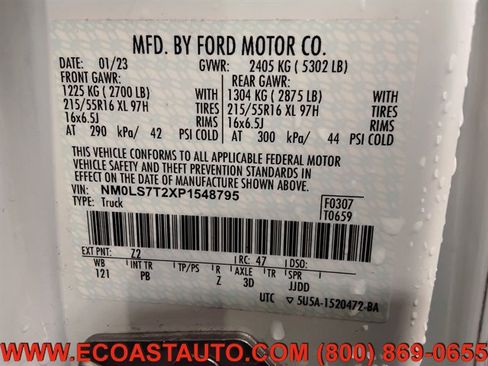 MFD. BY FORD MOTOR CO.
DATE: 01/23 GVWR: 2405 KG ( 5302 LB)
FRONT GAWR: REAR GAWR:
1225 KG ( 2700 LB) WITH 1304 KG ( 2875 LB) WITH
215/55R16 XL 97H TIRES 215/55R16 XL 97H TIRES
16x6.5J RIMS 16x6.5J RIMS
AT 290 kPa/ 42 PSI COLD AT 300 kPa/ 44 PSI COLD
THIS VEHICLE CONFORMS TO ALL APPLICABLE FEDERAL MOTOR
VEHICLE SAFETY AND THEFT PREVENTION STANDARDS IN
EFFECT ON THE DATE OF MANUFACTURE SHOWN ABOVE.
VIN: NM0LS7T2XP1548795 F0307
TYPE: Truck T0659
EXT PNT: Z2 RC: 47
WB INT TR TP/PS R AXLE TR SPR
121 PB Z 3D JJDD
UTC 5U5A-1520472-BA
WWW.ECOASTAUTO.COM (800) 869-0655